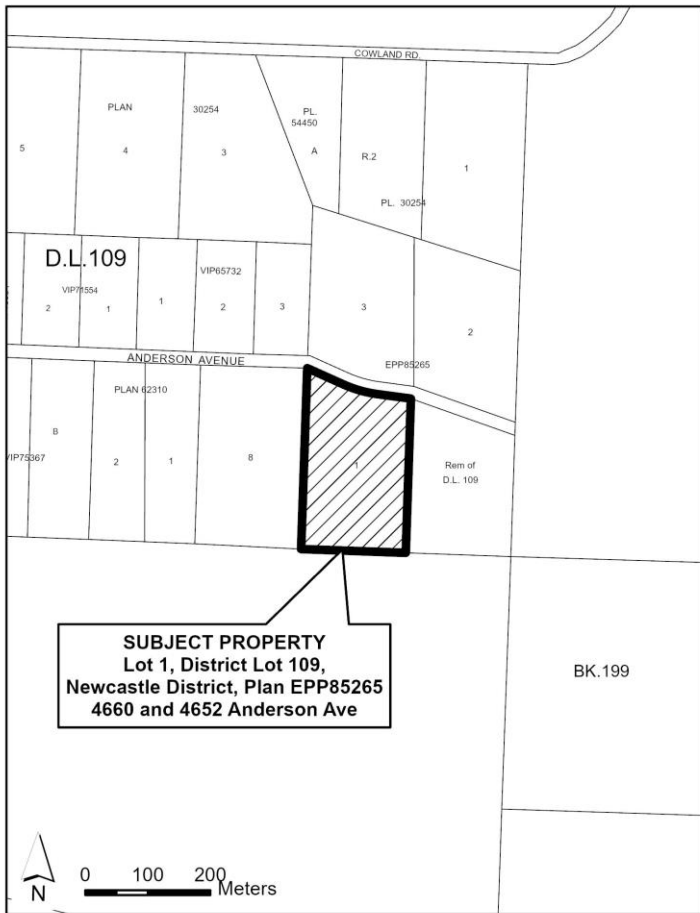 COWLAND RD.
PLAN
30254
PL.
54450
5
4
3
A
R.2
1
PL. 30254
D.L.109
VIP65732
VIP71554
2
1
1
2
3
3
2
ANDERSON AVENUE
EPP85265
PLAN 62310
B
VIP75367
2
1
8
1
Rem of
D.L. 109
SUBJECT PROPERTY
Lot 1, District Lot 109,
Newcastle District, Plan EPP85265
4660 and 4652 Anderson Ave
BK.199
0 100 200
Meters
N